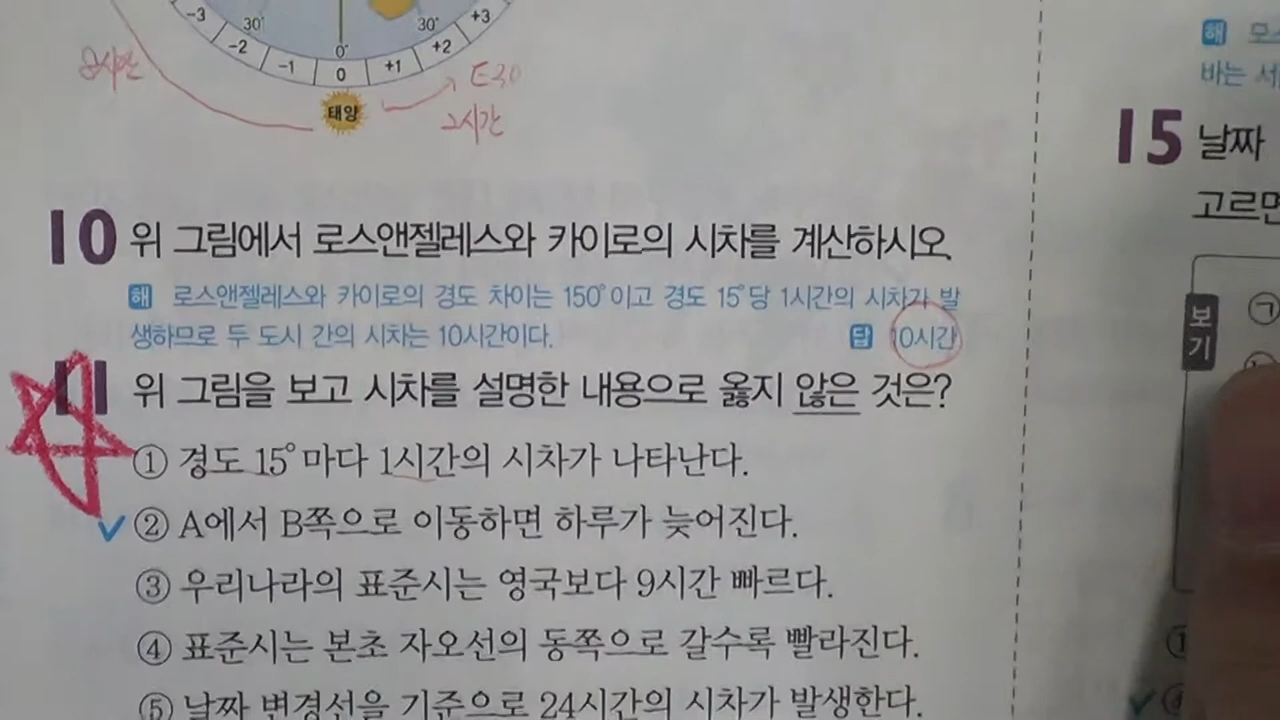 -3 30° 30° +3
-2 0° +2
-1 0 +1
E30
태양
2시간
10 위 그림에서 로스앤젤레스와 카이로의 시차를 계산하시오.
해 로스앤젤레스와 카이로의 경도 차이는 150°이고 경도 15°당 1시간의 시차가 발
생하므로 두 도시 간의 시차는 10시간이다. 답 10시간
11 위 그림을 보고 시차를 설명한 내용으로 옳지 않은 것은?
① 경도 15°마다 1시간의 시차가 나타난다.
② A에서 B쪽으로 이동하면 하루가 늦어진다.
③ 우리나라의 표준시는 영국보다 9시간 빠르다.
④ 표준시는 본초 자오선의 동쪽으로 갈수록 빨라진다.
⑤ 날짜 변경선을 기준으로 24시간의 시차가 발생한다.
해
바는
15 날짜
고르면
보기
㉠